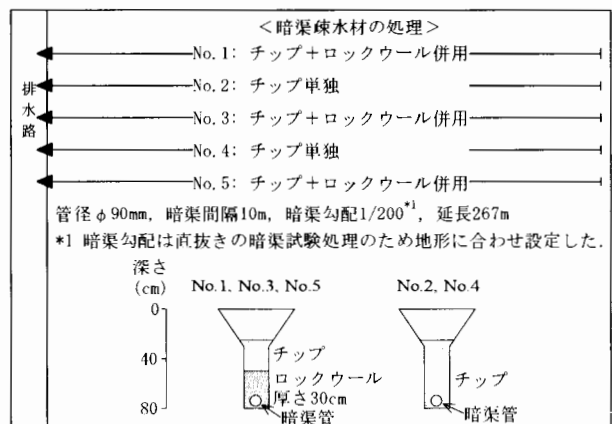 <暗渠疎水材の処理>
No.1: チップ+ロックウール併用
No.2: チップ単独
No.3: チップ+ロックウール併用
No.4: チップ単独
No.5: チップ+ロックウール併用
排水路
管径φ90mm, 暗渠間隔10m, 暗渠勾配1/200*1, 延長267m
*1 暗渠勾配は直抜きの暗渠試験処理のため地形に合わせ設定した.
深さ
(cm)
No.1, No.3, No.5
No.2, No.4
0
40
80
チップ
ロックウール
厚さ30cm
暗渠管
チップ
暗渠管